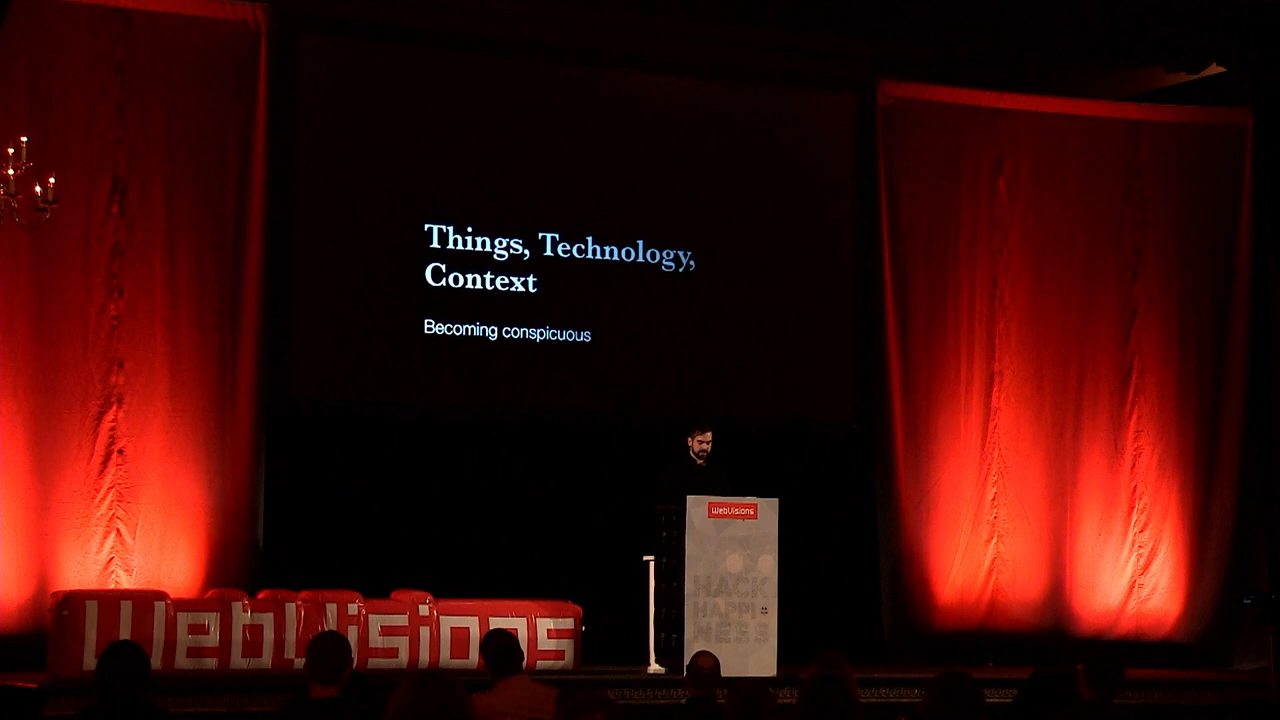 Things, Technology,
Context
Becoming conspicuous
WebVisions
HACK
HAPPI
NESS
WebVisions